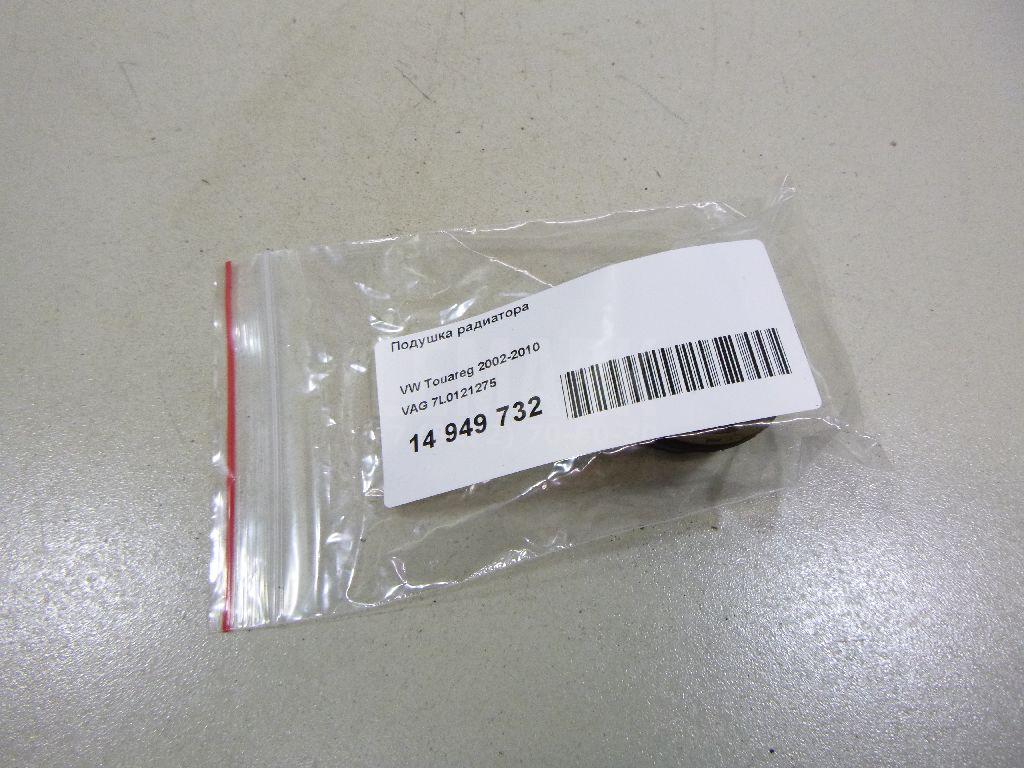 Подушка радиатора
VW Touareg 2002-2010
VAG 7L0121275
14 949 732